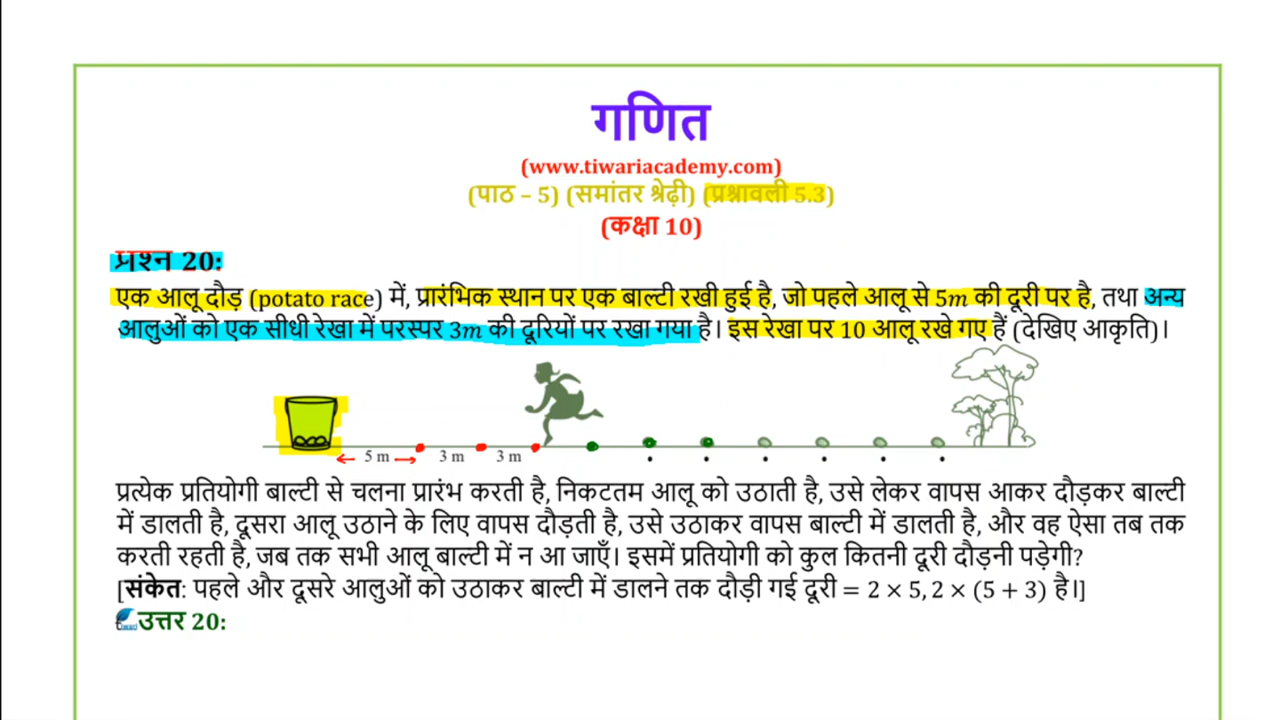 गणित
(www.tiwariacademy.com)
(पाठ – 5) (समांतर श्रेढ़ी) (प्रश्नावली 5.3)
(कक्षा 10)
प्रश्न 20:
एक आलू दौड़ (potato race) में, प्रारंभिक स्थान पर एक बाल्टी रखी हुई है, जो पहले आलू से 5m की दूरी पर है, तथा अन्य
आलुओं को एक सीधी रेखा में परस्पर 3m की दूरियों पर रखा गया है। इस रेखा पर 10 आलू रखे गए हैं (देखिए आकृति)।
5 m 3 m 3 m
प्रत्येक प्रतियोगी बाल्टी से चलना प्रारंभ करती है, निकटतम आलू को उठाती है, उसे लेकर वापस आकर दौड़कर बाल्टी
में डालती है, दूसरा आलू उठाने के लिए वापस दौड़ती है, उसे उठाकर वापस बाल्टी में डालती है, और वह ऐसा तब तक
करती रहती है, जब तक सभी आलू बाल्टी में न आ जाएँ। इसमें प्रतियोगी को कुल कितनी दूरी दौड़नी पड़ेगी?
[संकेत: पहले और दूसरे आलुओं को उठाकर बाल्टी में डालने तक दौड़ी गई दूरी = 2 × 5, 2 × (5 + 3) है।]
उत्तर 20: